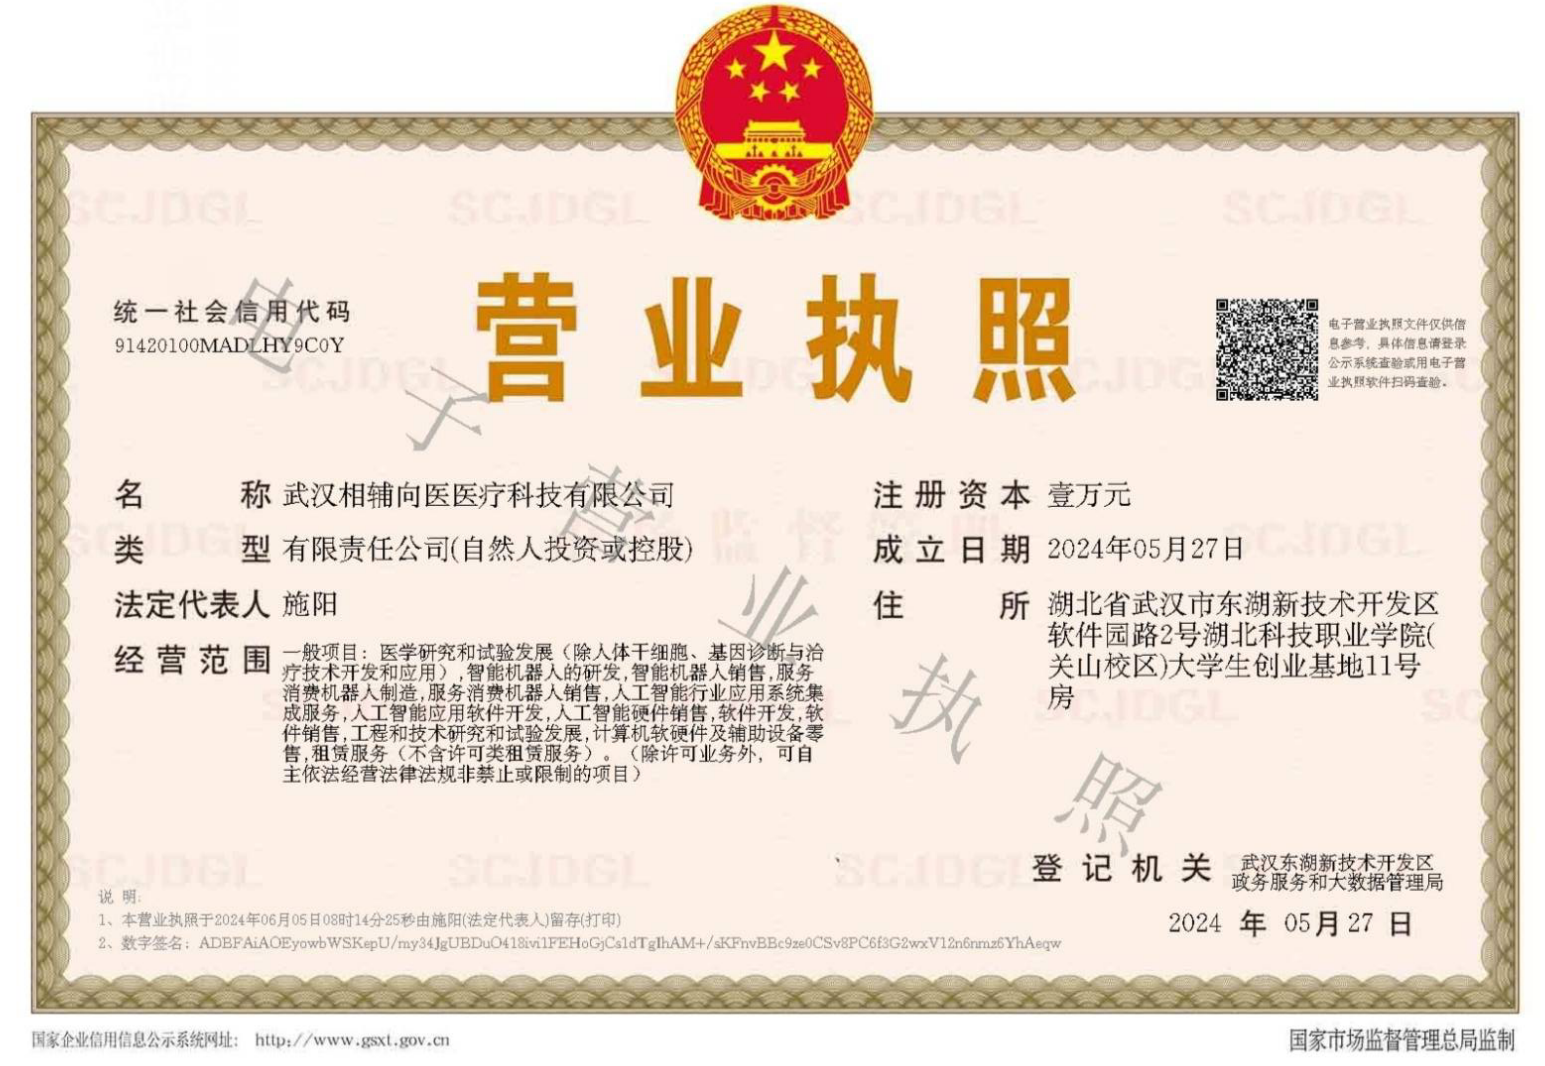 营业执照
统一社会信用代码
91420100MADLHY9C0Y
电子营业执照文件仅供信
息参考，具体信息请登录
公示系统查验或用电子营
业执照软件扫码查验。
名 称 武汉相辅向医医疗科技有限公司
类 型 有限责任公司(自然人投资或控股)
法定代表人 施阳
经营范围 一般项目：医学研究和试验发展（除人体干细胞、基因诊断与治
疗技术开发和应用）,智能机器人的研发,智能机器人销售,服务
消费机器人制造,服务消费机器人销售,人工智能行业应用系统集
成服务,人工智能应用软件开发,人工智能硬件销售,软件开发,软
件销售,工程和技术研究和试验发展,计算机软硬件及辅助设备零
售,租赁服务（不含许可类租赁服务）。（除许可业务外，可自
主依法经营法律法规非禁止或限制的项目）
注册资本 壹万元
成立日期 2024年05月27日
住 所 湖北省武汉市东湖新技术开发区
软件园路2号湖北科技职业学院(
关山校区)大学生创业基地11号
房
电子营业执照
登记机关 武汉东湖新技术开发区
政务服务和大数据管理局
2024 年 05月27 日
说 明:
1、本营业执照于2024年06月05日08时14分25秒由施阳(法定代表人)留存(打印)
2、数字签名：ADBFAiAOEyowbWSKepU/my34JgUBDuO418ivi1FEHoGjCa1dTgIhAM+/sKFnvBBc9ze0CSv8PC6f3G2wxV12n6nmz6YhAeqw
国家企业信用信息公示系统网址： http://www.gsxt.gov.cn
国家市场监督管理总局监制
SCJDGL